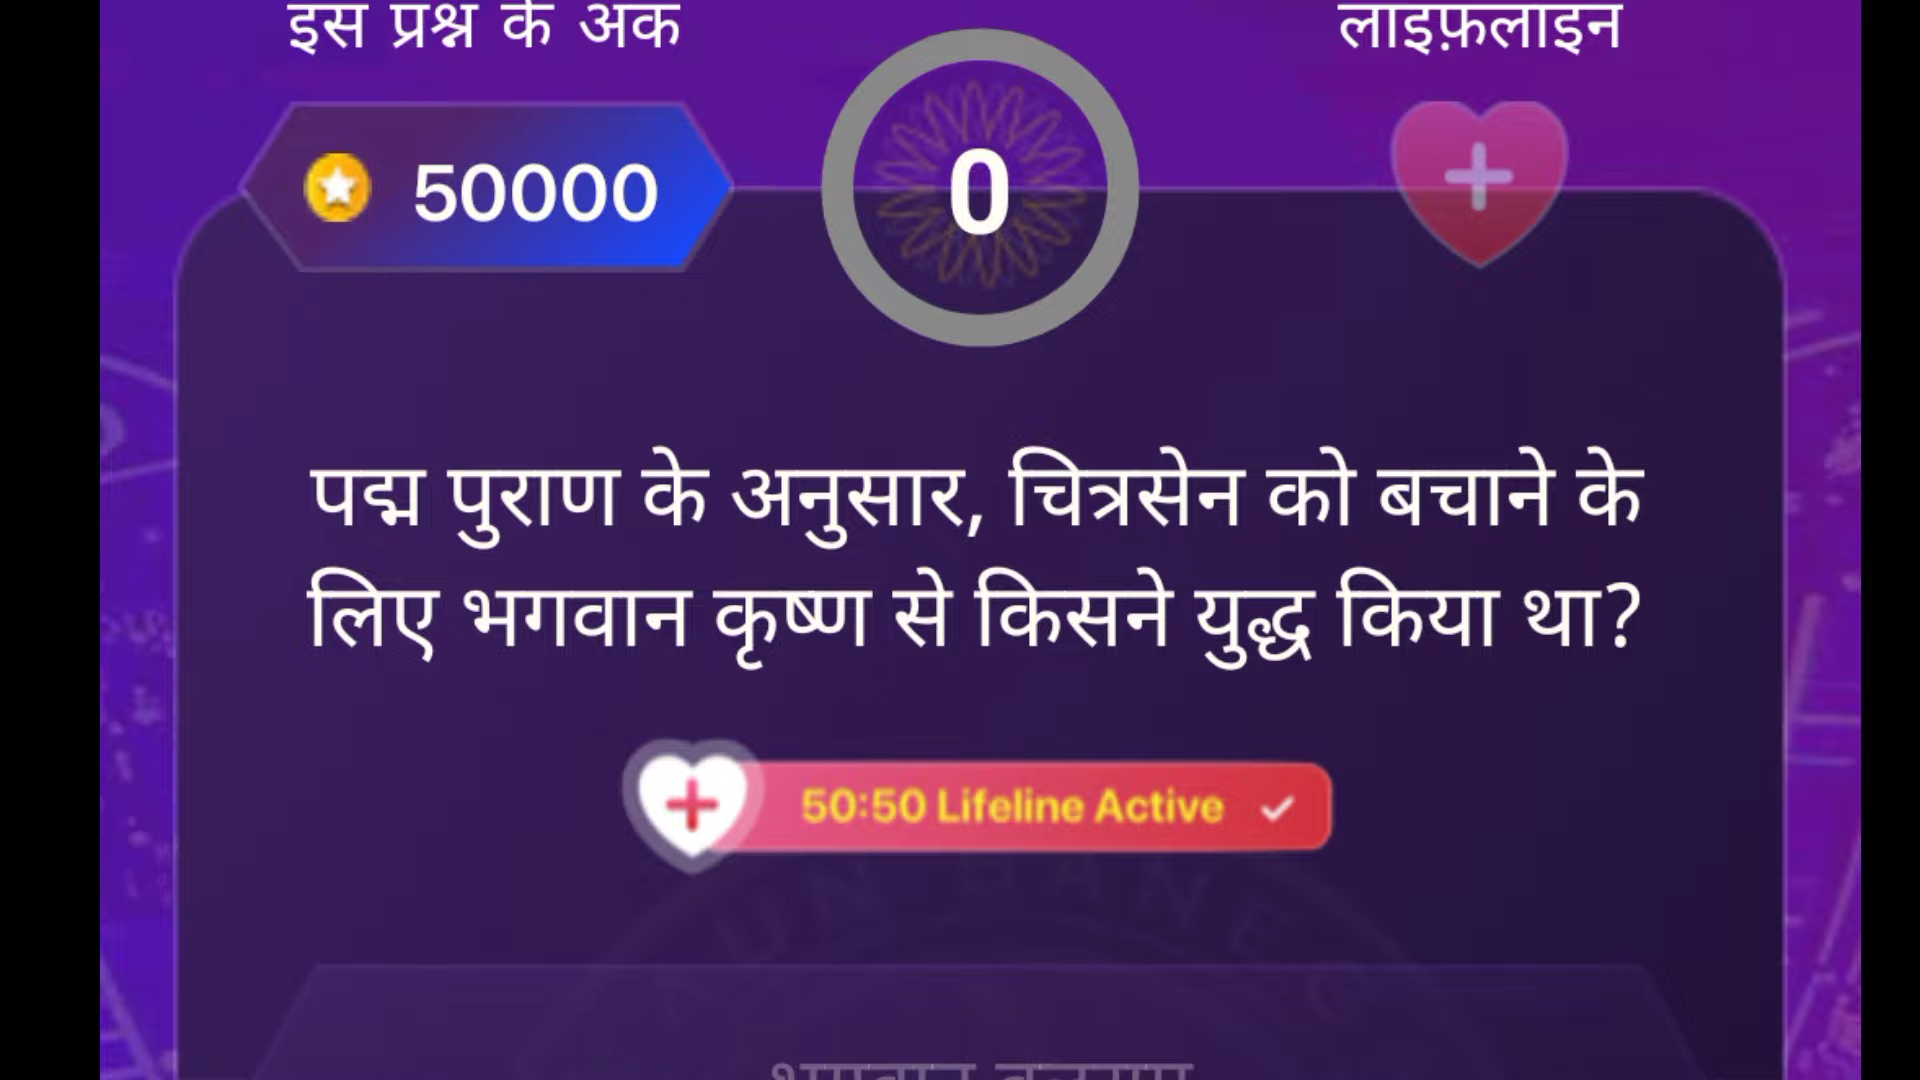 इस प्रश्न के अंक
लाइफ़लाइन
50000
0
पद्म पुराण के अनुसार, चित्रसेन को बचाने के
लिए भगवान कृष्ण से किसने युद्ध किया था?
50:50 Lifeline Active